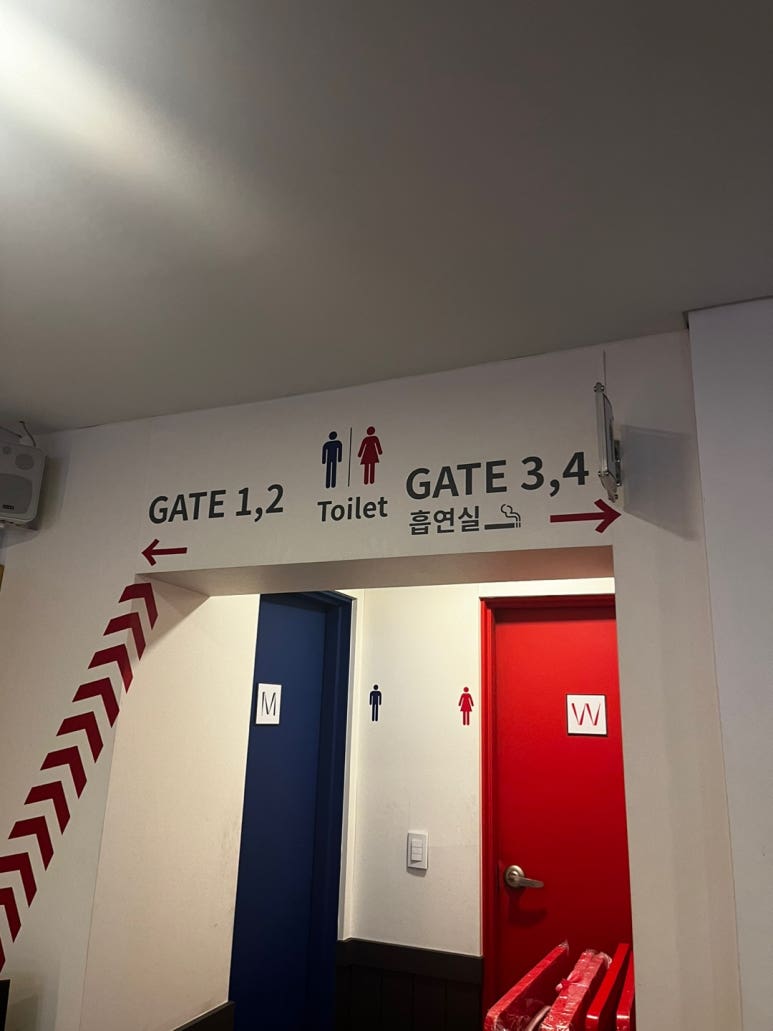 GATE 1,2
Toilet
GATE 3,4
흡연실
M
W